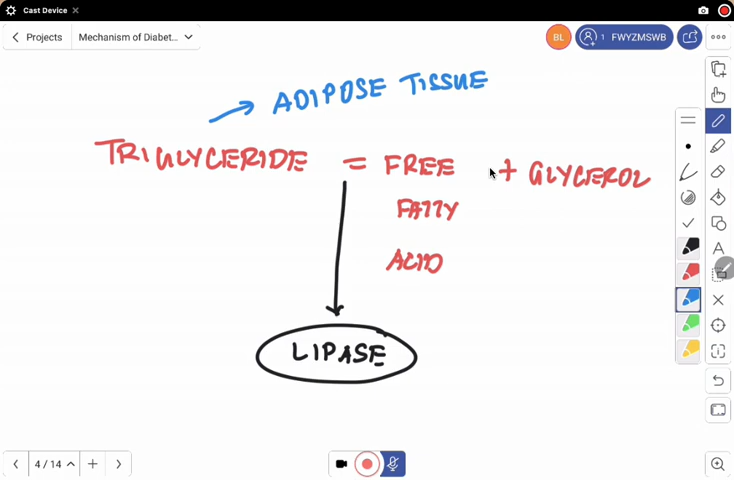 Cast Device
Projects
Mechanism of Diabet...
BL
1 FWYZMSWB
ADIPOSE TISSUE
TRIGLYCERIDE = FREE + GLYCEROL
FATTY
ACID
LIPASE
A
4 / 14